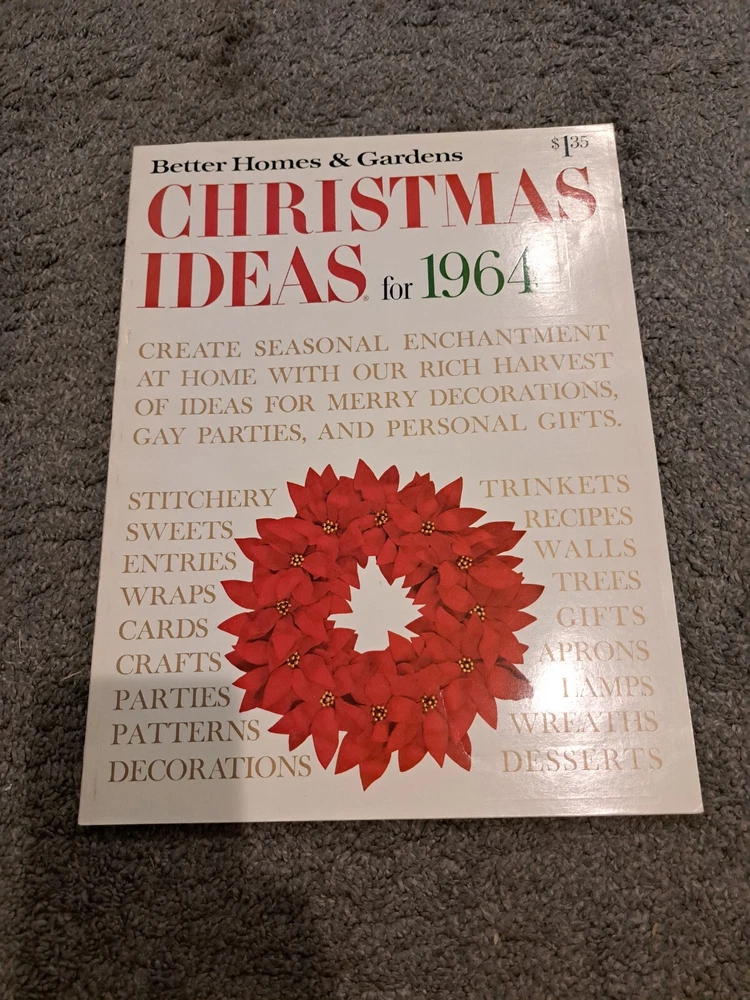 Better Homes & Gardens
$1.35
CHRISTMAS
IDEAS® for 1964
CREATE SEASONAL ENCHANTMENT
AT HOME WITH OUR RICH HARVEST
OF IDEAS FOR MERRY DECORATIONS,
GAY PARTIES, AND PERSONAL GIFTS.
STITCHERY
SWEETS
ENTRIES
WRAPS
CARDS
CRAFTS
PARTIES
PATTERNS
DECORATIONS
TRINKETS
RECIPES
WALLS
TREES
GIFTS
APRONS
LAMPS
WREATHS
DESSERTS